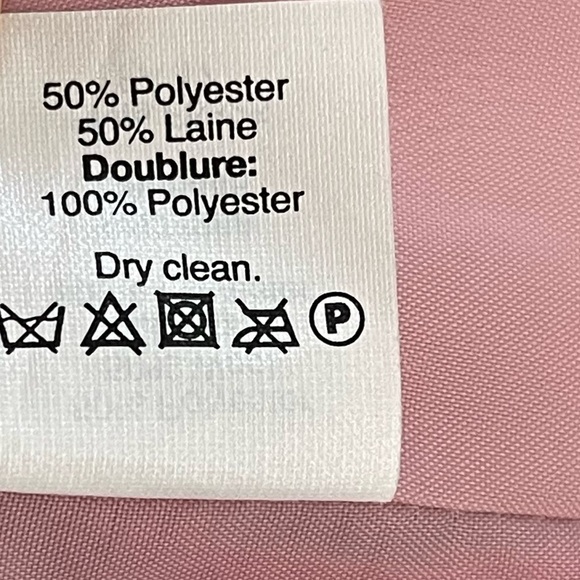 50% Polyester
50% Laine
Doublure:
100% Polyester
Dry clean.
P